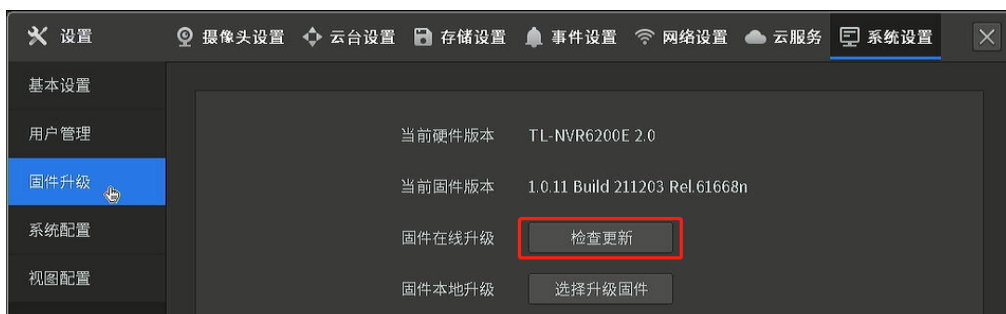 设置 摄像头设置 云台设置 存储设置 事件设置 网络设置 云服务 系统设置
基本设置
用户管理
固件升级
系统配置
视图配置
当前硬件版本 TL-NVR6200E 2.0
当前固件版本 1.0.11 Build 211203 Rel.61668n
固件在线升级 检查更新
固件本地升级 选择升级固件